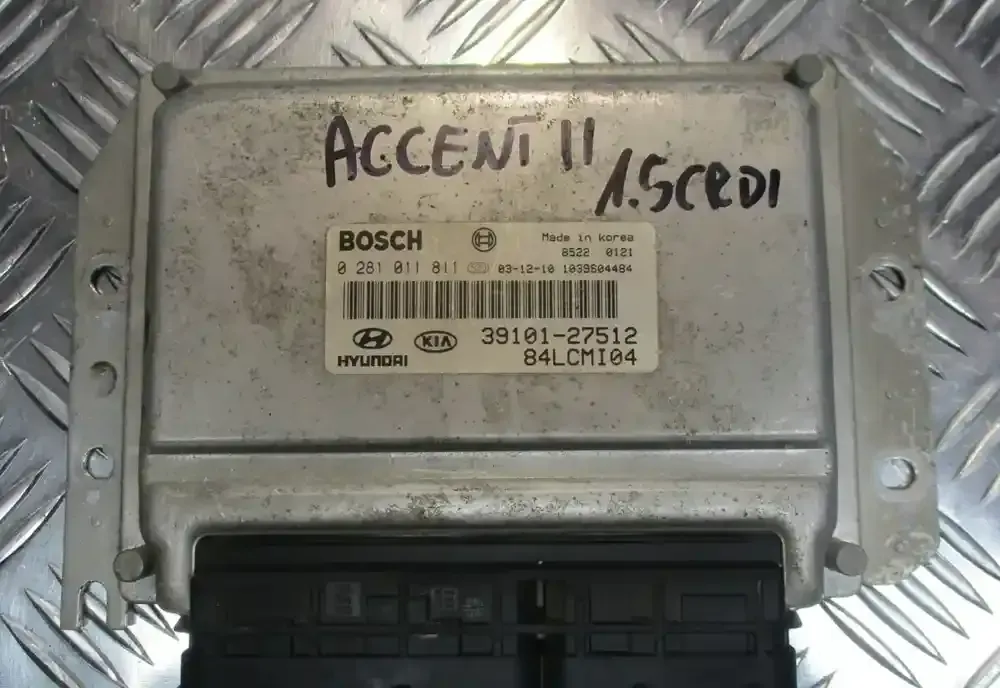 ACCENT II
1.5CRDI
BOSCH Made in korea
8522 0121
0 281 011 811 03-12-10 1039S04484
HYUNDAI KIA 39101-27512
84LCMI04